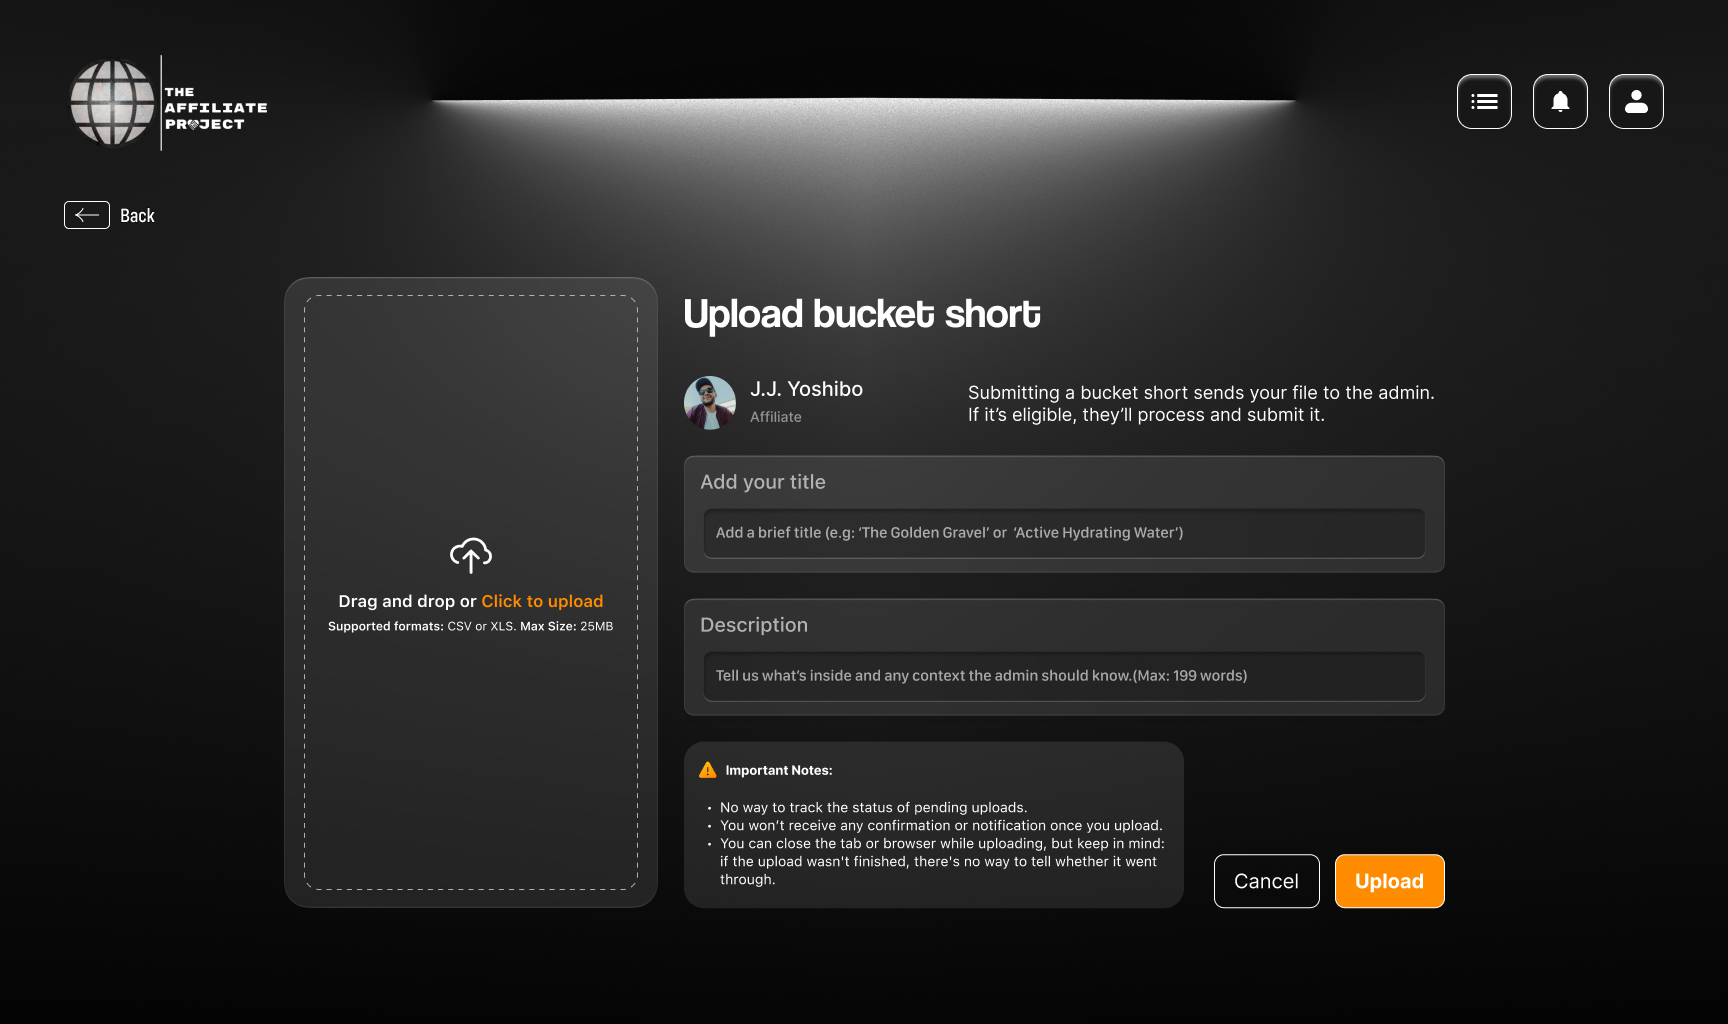 THE
AFFILIATE
PROJECT
Back
Upload bucket short
J.J. Yoshibo
Affiliate
Submitting a bucket short sends your file to the admin.
If it’s eligible, they’ll process and submit it.
Add your title
Add a brief title (e.g: ‘The Golden Gravel’ or  ‘Active Hydrating Water’)
Description
Tell us what’s inside and any context the admin should know.(Max: 199 words)
Drag and drop or Click to upload
Supported formats: CSV or XLS. Max Size: 25MB
Important Notes:
• No way to track the status of pending uploads.
• You won’t receive any confirmation or notification once you upload.
• You can close the tab or browser while uploading, but keep in mind:
if the upload wasn't finished, there's no way to tell whether it went
through.
Cancel
Upload